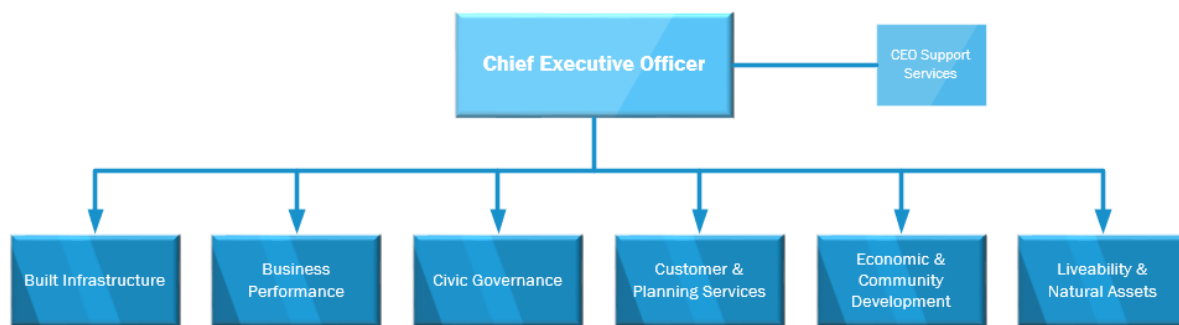 Chief Executive Officer
CEO Support
Services
Built Infrastructure
Business
Performance
Civic Governance
Customer &
Planning Services
Economic &
Community
Development
Liveability &
Natural Assets